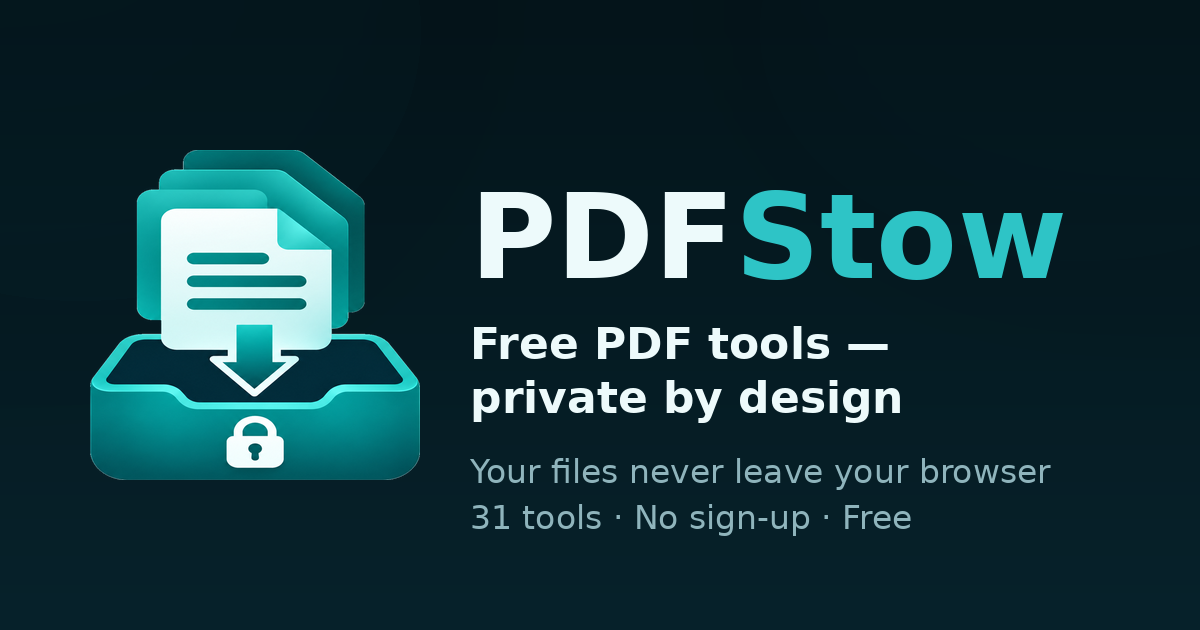 PDFStow
Free PDF tools —
private by design
Your files never leave your browser
31 tools · No sign-up · Free